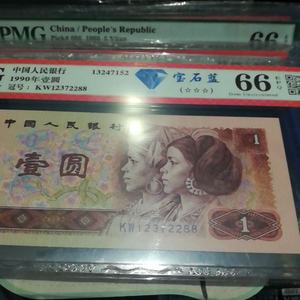 PMG
China / People's Republic
66
中国人民银行
1990年壹圆
冠号：KW12372288
13247152
宝石蓝
(☆☆☆)
66
中国人民银行
壹圆
1
KW12372288
1